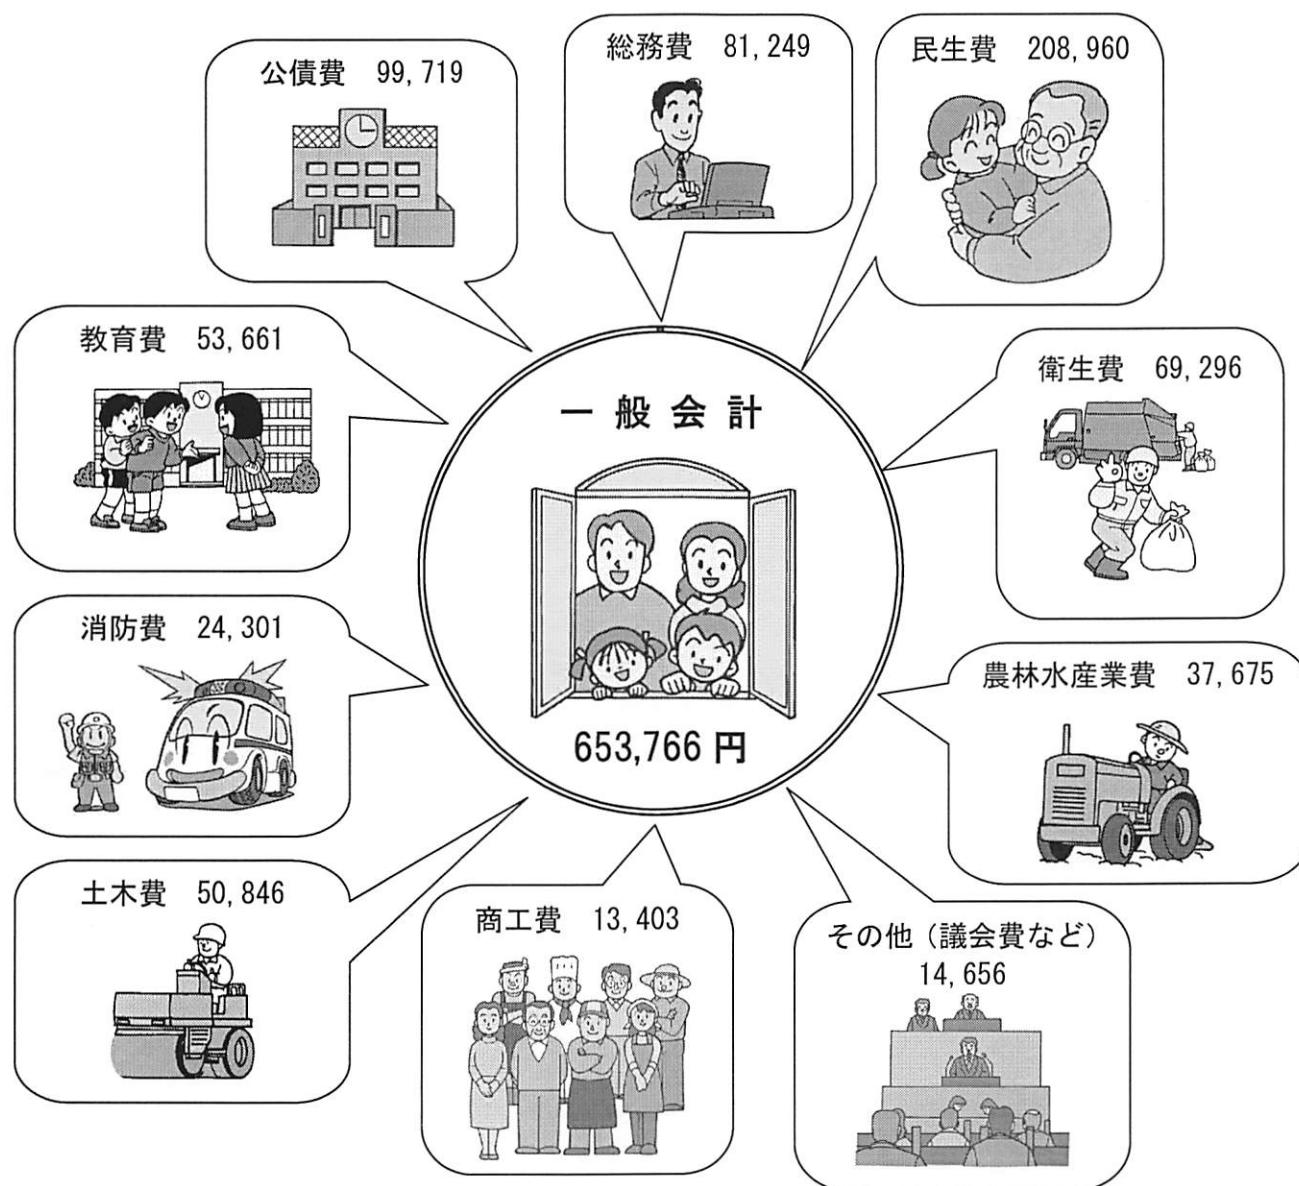 総務費 81,249
民生費 208,960
公債費 99,719
教育費 53,661
衛生費 69,296
一般会計
消防費 24,301
農林水産業費 37,675
653,766 円
土木費 50,846
商工費 13,403
その他（議会費など）
14,656